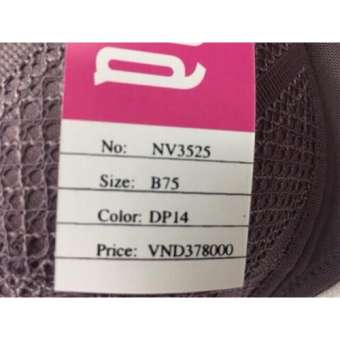 No: NV3525
Size: B75
Color: DP14
Price: VND378000